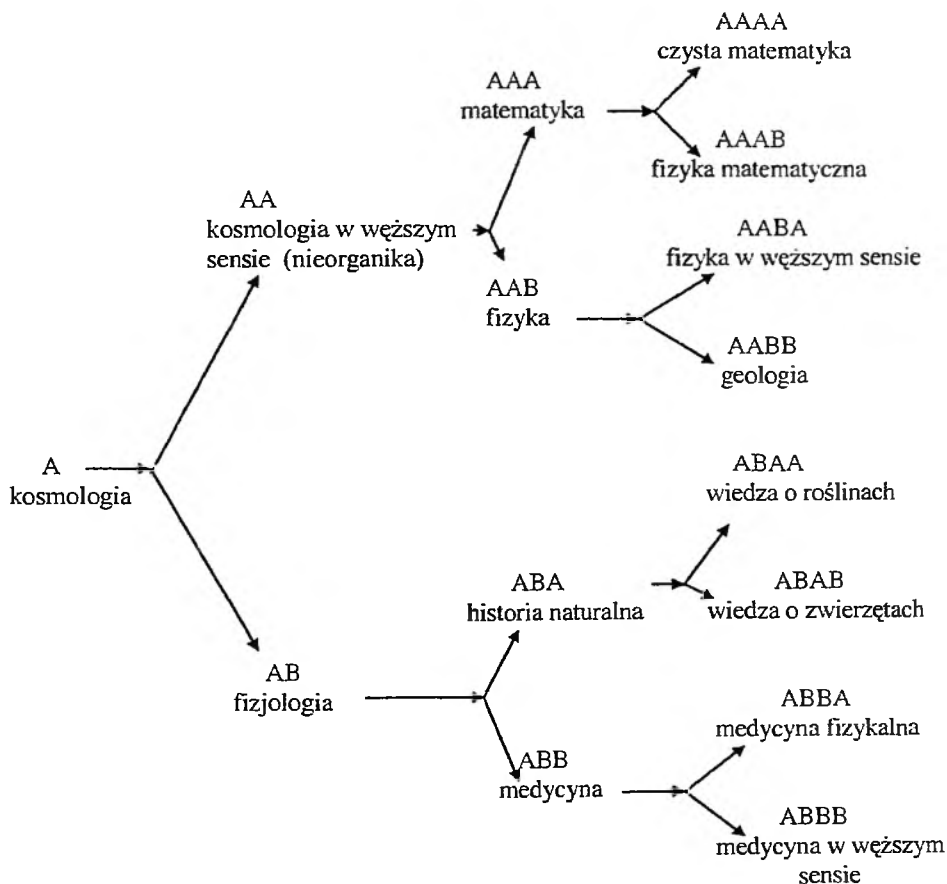 AAAA
czysta matematyka
AAA
matematyka
AAAB
fizyka matematyczna
AA
kosmologia w węższym
sensie (nieorganika)
AABA
fizyka w węższym sensie
AAB
fizyka
AABB
geologia
A
kosmologia
ABAA
wiedza o roślinach
ABA
historia naturalna
ABAB
wiedza o zwierzętach
AB
fizjologia
ABBA
medycyna fizykalna
ABB
medycyna
ABBB
medycyna w węższym
sensie